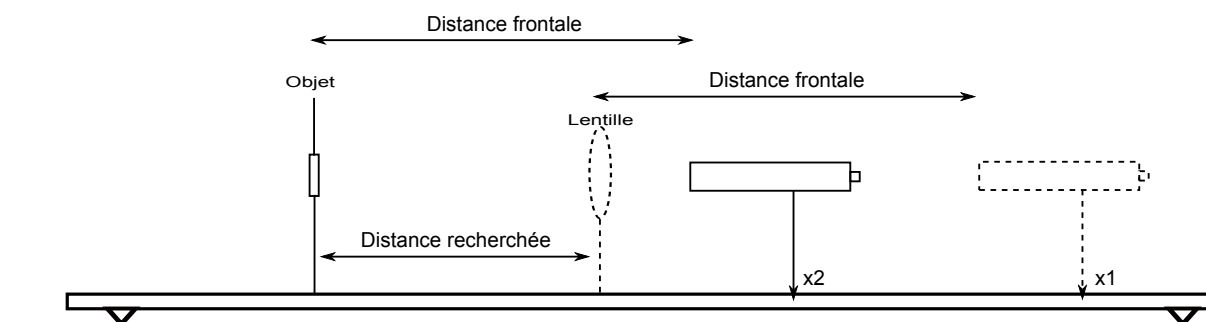 Distance frontale
Objet
Distance frontale
Lentille
Distance recherchée
x2
x1